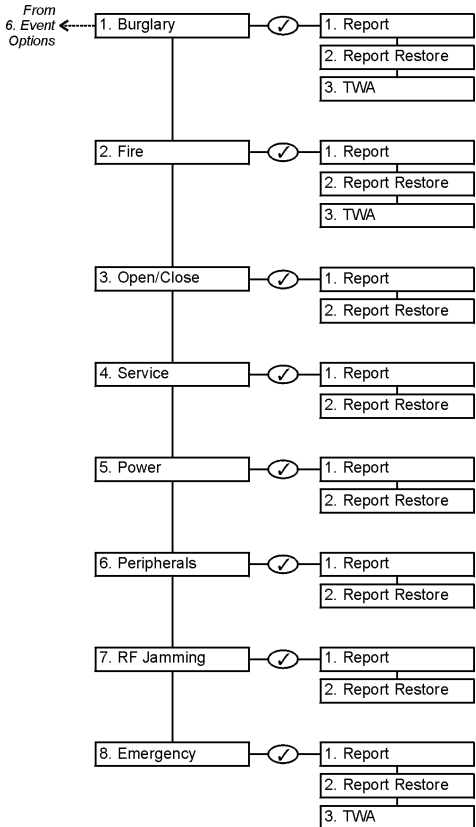 From
6. Event
Options
1. Burglary
1. Report
2. Report Restore
3. TWA
2. Fire
1. Report
2. Report Restore
3. TWA
3. Open/Close
1. Report
2. Report Restore
4. Service
1. Report
2. Report Restore
5. Power
1. Report
2. Report Restore
6. Peripherals
1. Report
2. Report Restore
7. RF Jamming
1. Report
2. Report Restore
8. Emergency
1. Report
2. Report Restore
3. TWA